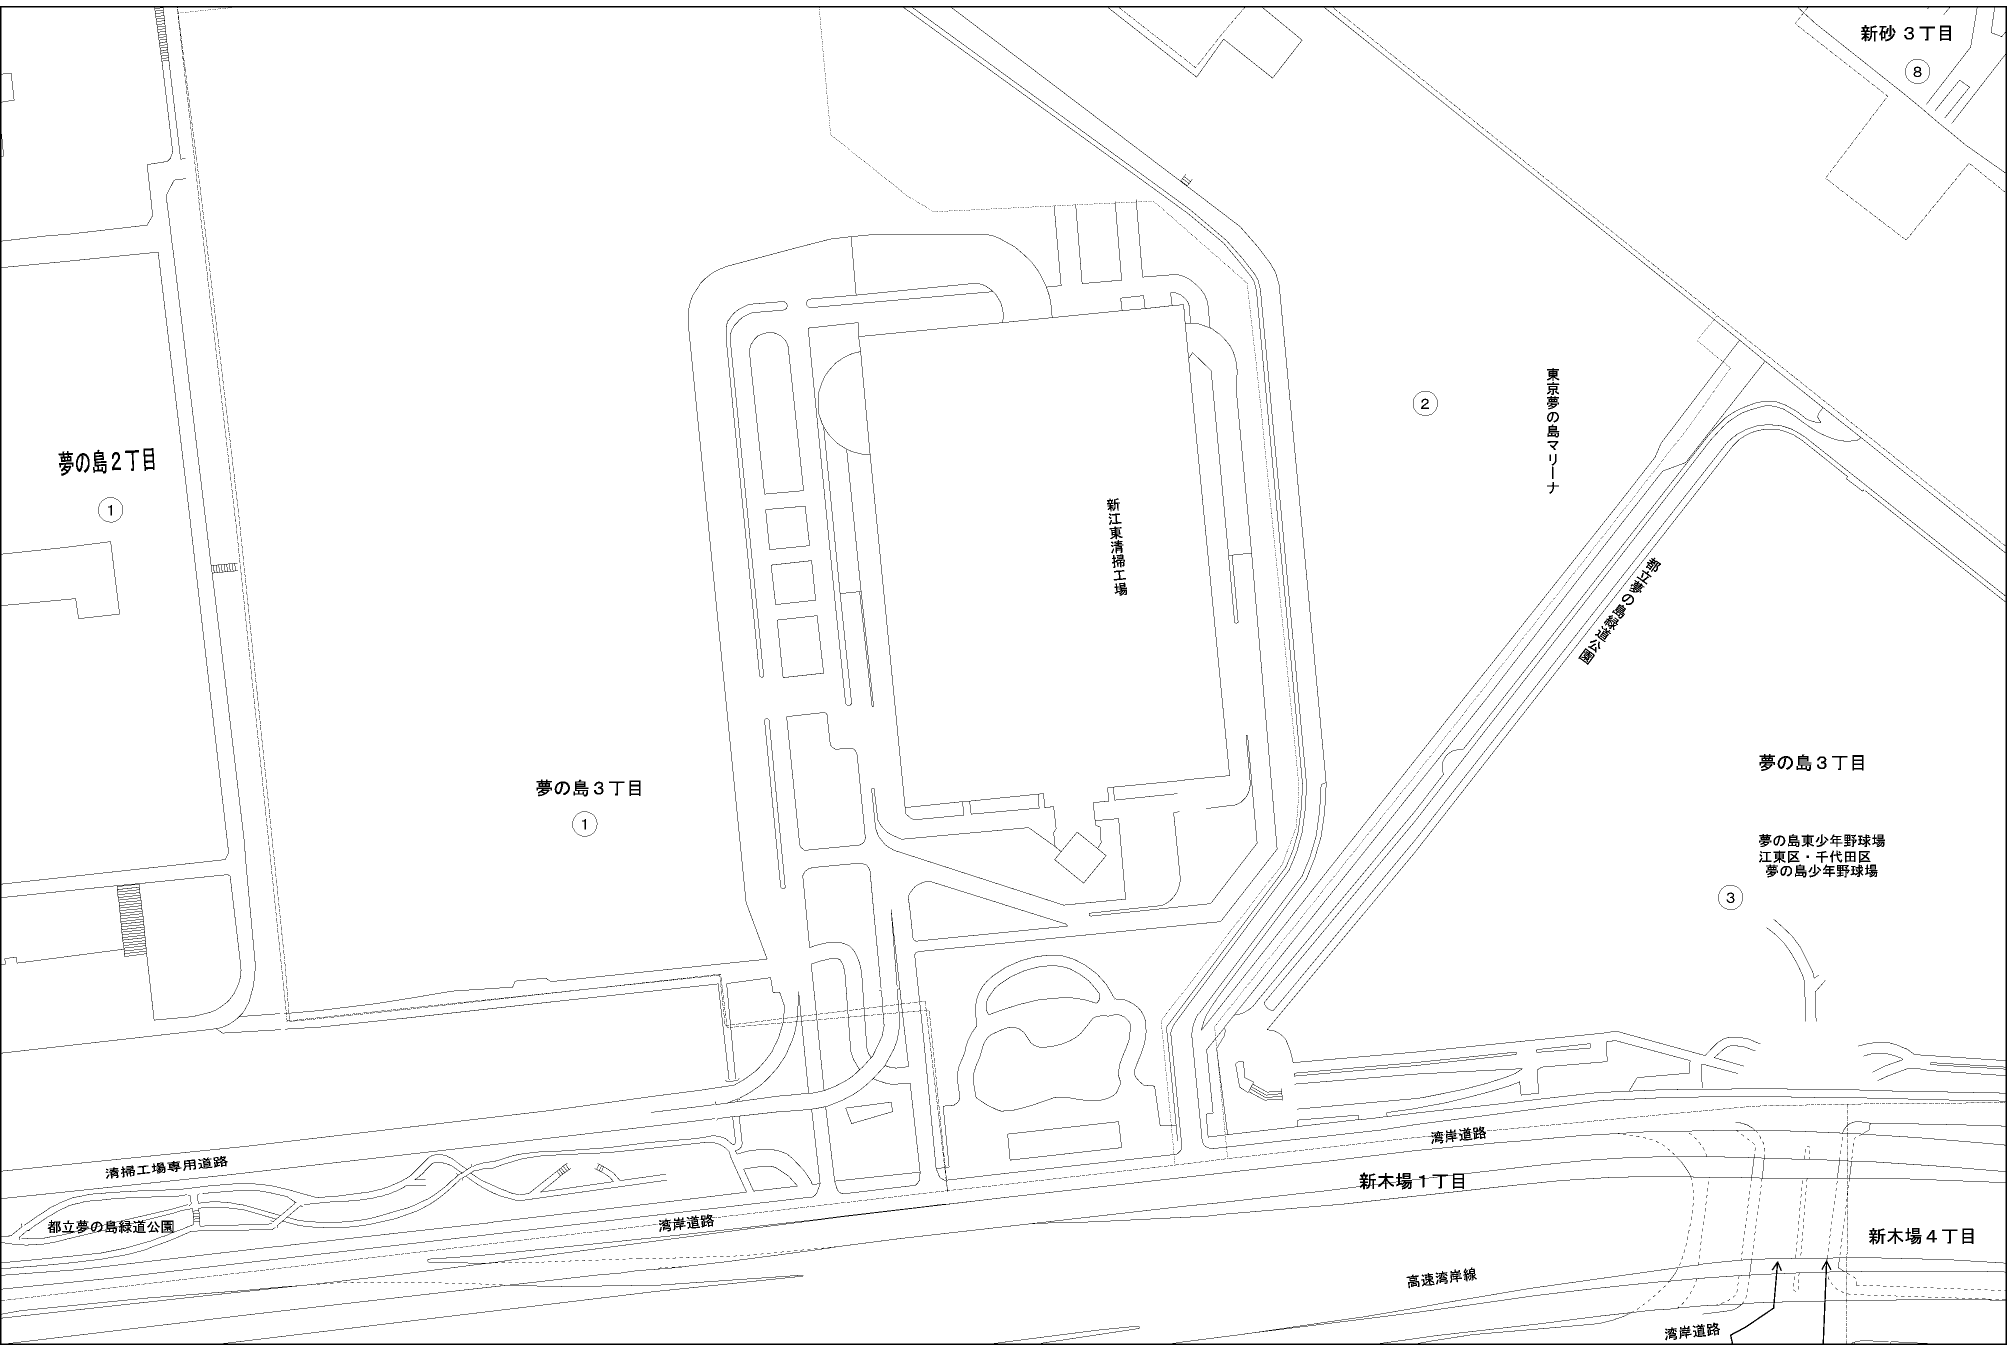 新砂３丁目
8
東京夢の島マリーナ
2
夢の島２丁目
1
新江東清掃工場
都立夢の島緑道公園
夢の島３丁目
1
夢の島３丁目
夢の島東少年野球場
江東区・千代田区
夢の島少年野球場
3
湾岸道路
清掃工場専用道路
新木場１丁目
都立夢の島緑道公園
湾岸道路
新木場４丁目
高速湾岸線
湾岸道路